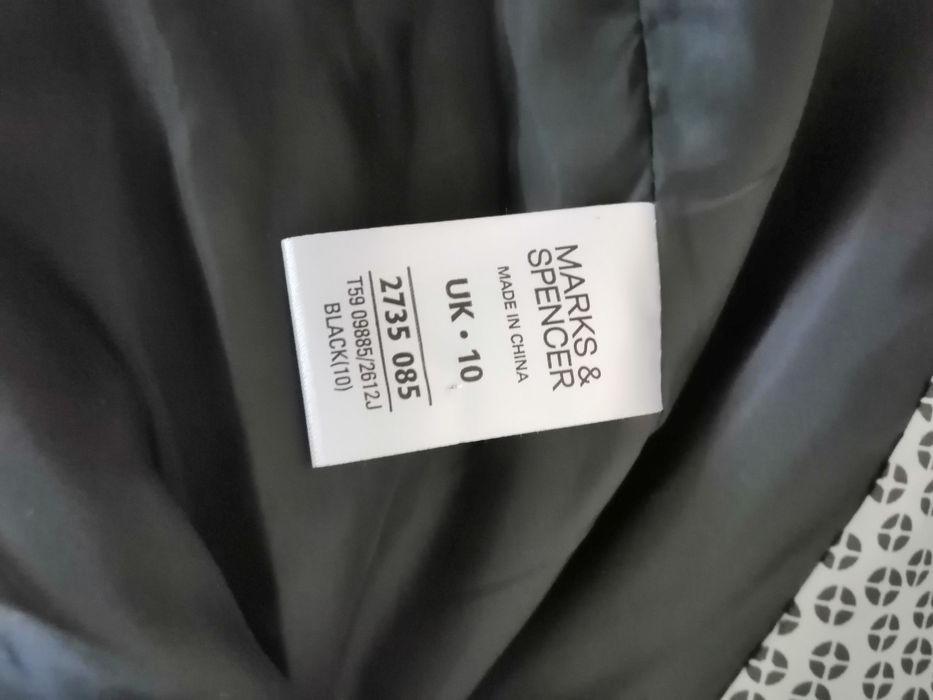 MARKS &
SPENCER
MADE IN CHINA
UK • 10
2735 085
T59 09885/2612J
BLACK(10)